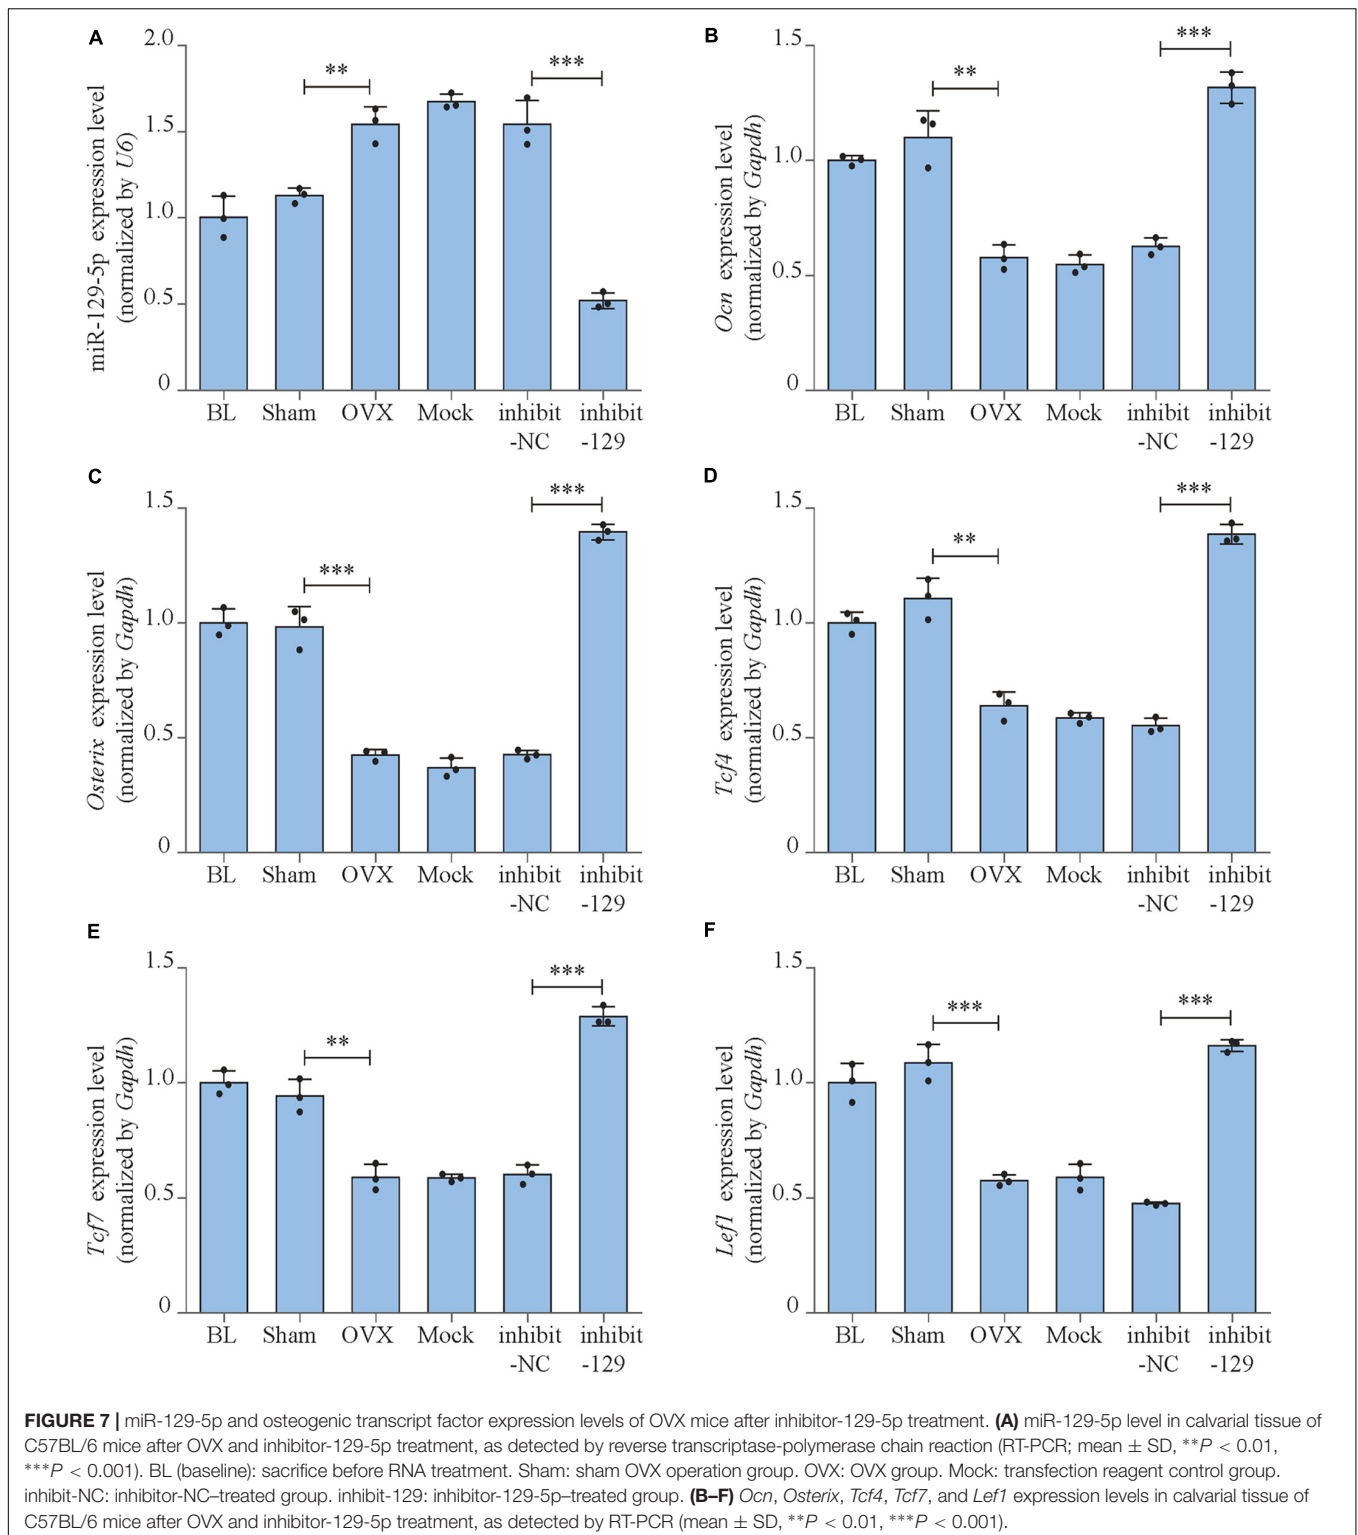 A
miR-129-5p expression level
(normalized by U6)
2.0
1.5
1.0
0.5
0
**
***
BL Sham OVX Mock inhibit inhibit
-NC -129
B
Ocn expression level
(normalized by Gapdh)
1.5
1.0
0.5
0
**
***
BL Sham OVX Mock inhibit inhibit
-NC -129
C
Osterix expression level
(normalized by Gapdh)
1.5
1.0
0.5
0
***
***
BL Sham OVX Mock inhibit inhibit
-NC -129
D
Tcf4 expression level
(normalized by Gapdh)
1.5
1.0
0.5
0
**
***
BL Sham OVX Mock inhibit inhibit
-NC -129
E
Tcf7 expression level
(normalized by Gapdh)
1.5
1.0
0.5
0
**
***
BL Sham OVX Mock inhibit inhibit
-NC -129
F
Lef1 expression level
(normalized by Gapdh)
1.5
1.0
0.5
0
***
***
BL Sham OVX Mock inhibit inhibit
-NC -129
FIGURE 7 | miR-129-5p and osteogenic transcript factor expression levels of OVX mice after inhibitor-129-5p treatment. (A) miR-129-5p level in calvarial tissue of
C57BL/6 mice after OVX and inhibitor-129-5p treatment, as detected by reverse transcriptase-polymerase chain reaction (RT-PCR; mean ± SD, **P < 0.01,
***P < 0.001). BL (baseline): sacrifice before RNA treatment. Sham: sham OVX operation group. OVX: OVX group. Mock: transfection reagent control group.
inhibit-NC: inhibitor-NC–treated group. inhibit-129: inhibitor-129-5p–treated group. (B–F) Ocn, Osterix, Tcf4, Tcf7, and Lef1 expression levels in calvarial tissue of
C57BL/6 mice after OVX and inhibitor-129-5p treatment, as detected by RT-PCR (mean ± SD, **P < 0.01, ***P < 0.001).